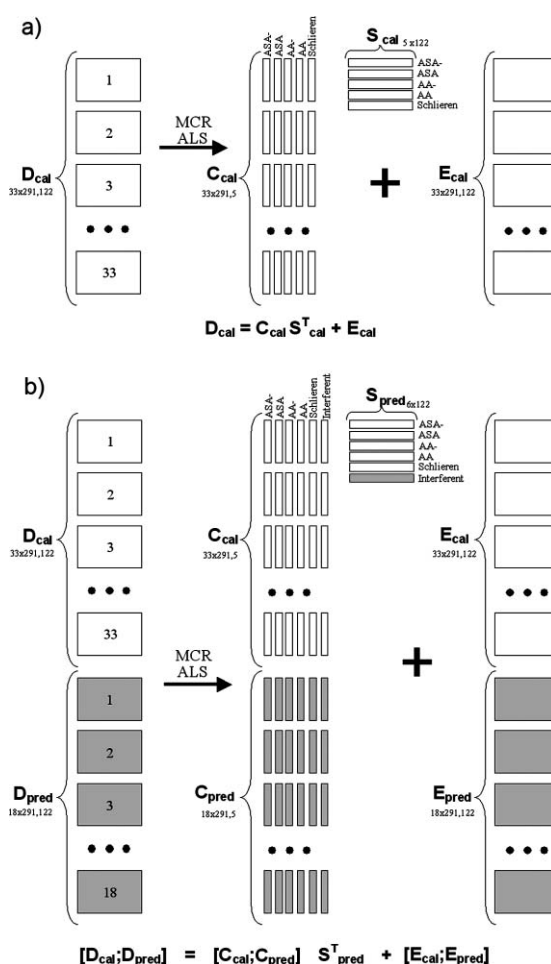 a)
ASA-
ASA
AA-
AA
Schlieren
S cal 5 x122
ASA-
ASA
AA-
AA
Schlieren
1
2
3
33
D cal
33x291,122
MCR
ALS
C cal
33x291,5
+
E cal
33x291,122
D cal = C cal S T cal + E cal
b)
ASA-
ASA
AA-
AA
Schlieren
Interferent
S pred 6x122
ASA-
ASA
AA-
AA
Schlieren
Interferent
1
2
3
33
D cal
33x291,122
C cal
33x291,5
E cal
33x291,122
MCR
ALS
+
1
2
3
18
D pred
18x291,122
C pred
18x291,5
E pred
18x291,122
[D cal;D pred] = [C cal;C pred] S T pred + [E cal;E pred]